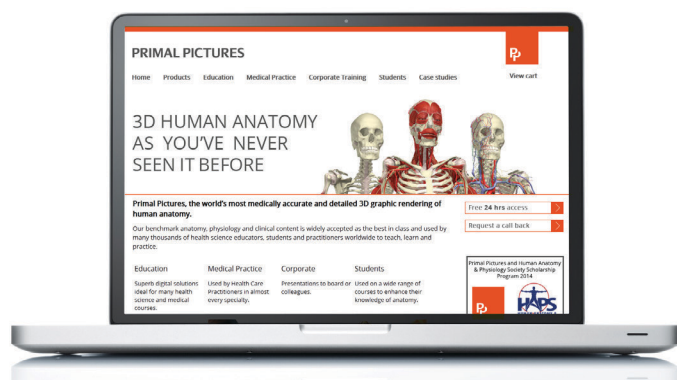 PRIMAL PICTURES
Home Products Education Medical Practice Corporate Training Students Case studies View cart
3D HUMAN ANATOMY
AS YOU'VE NEVER
SEEN IT BEFORE
Primal Pictures, the world's most medically accurate and detailed 3D graphic rendering of
human anatomy.
Our benchmark anatomy, physiology and clinical content is widely accepted as the best in class and used by
many thousands of health science educators, students and practitioners worldwide to teach, learn and
practice.
Free 24 hrs access
Request a call back
Education
Superb digital solutions
ideal for many health
science and medical
courses.
Medical Practice
Used by Health Care
Practitioners in almost
every specialty.
Corporate
Presentations to board or
colleagues.
Students
Used on a wide range of
courses to enhance their
knowledge of anatomy.
Primal Pictures and Human Anatomy
& Physiology Society Scholarship
Program 2014
HAPS